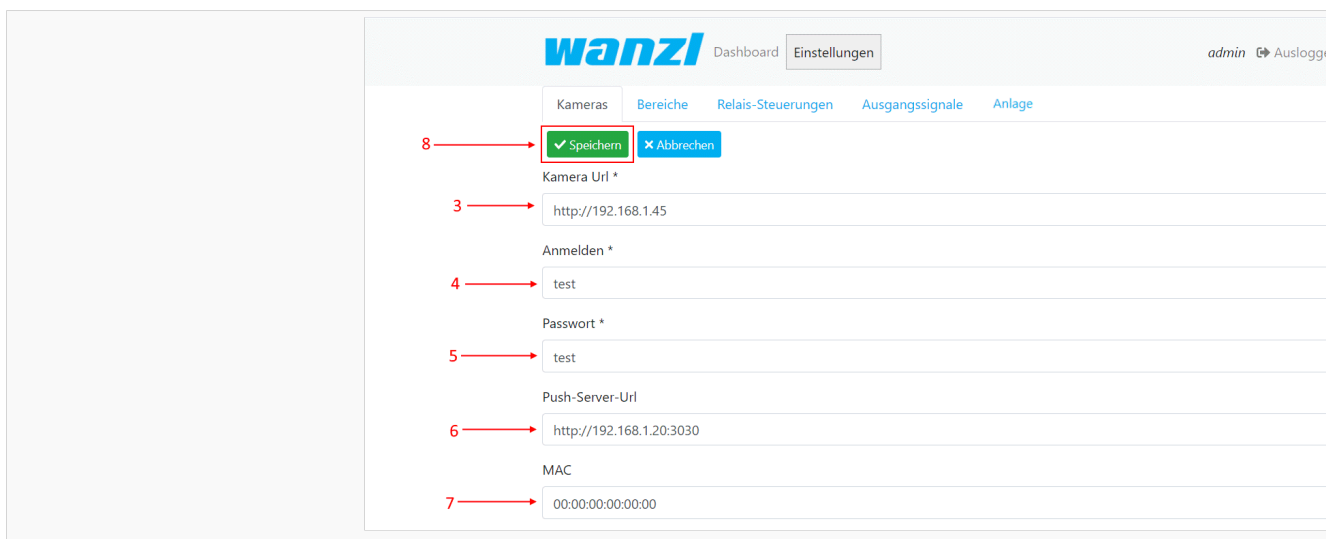 wanzl Dashboard Einstellungen admin Auslogge
Kameras Bereiche Relais-Steuerungen Ausgangssignale Anlage
8 Speichern Abbrechen
Kamera Url *
3 http://192.168.1.45
Anmelden *
4 test
Passwort *
5 test
Push-Server-Url
6 http://192.168.1.20:3030
MAC
7 00:00:00:00:00:00